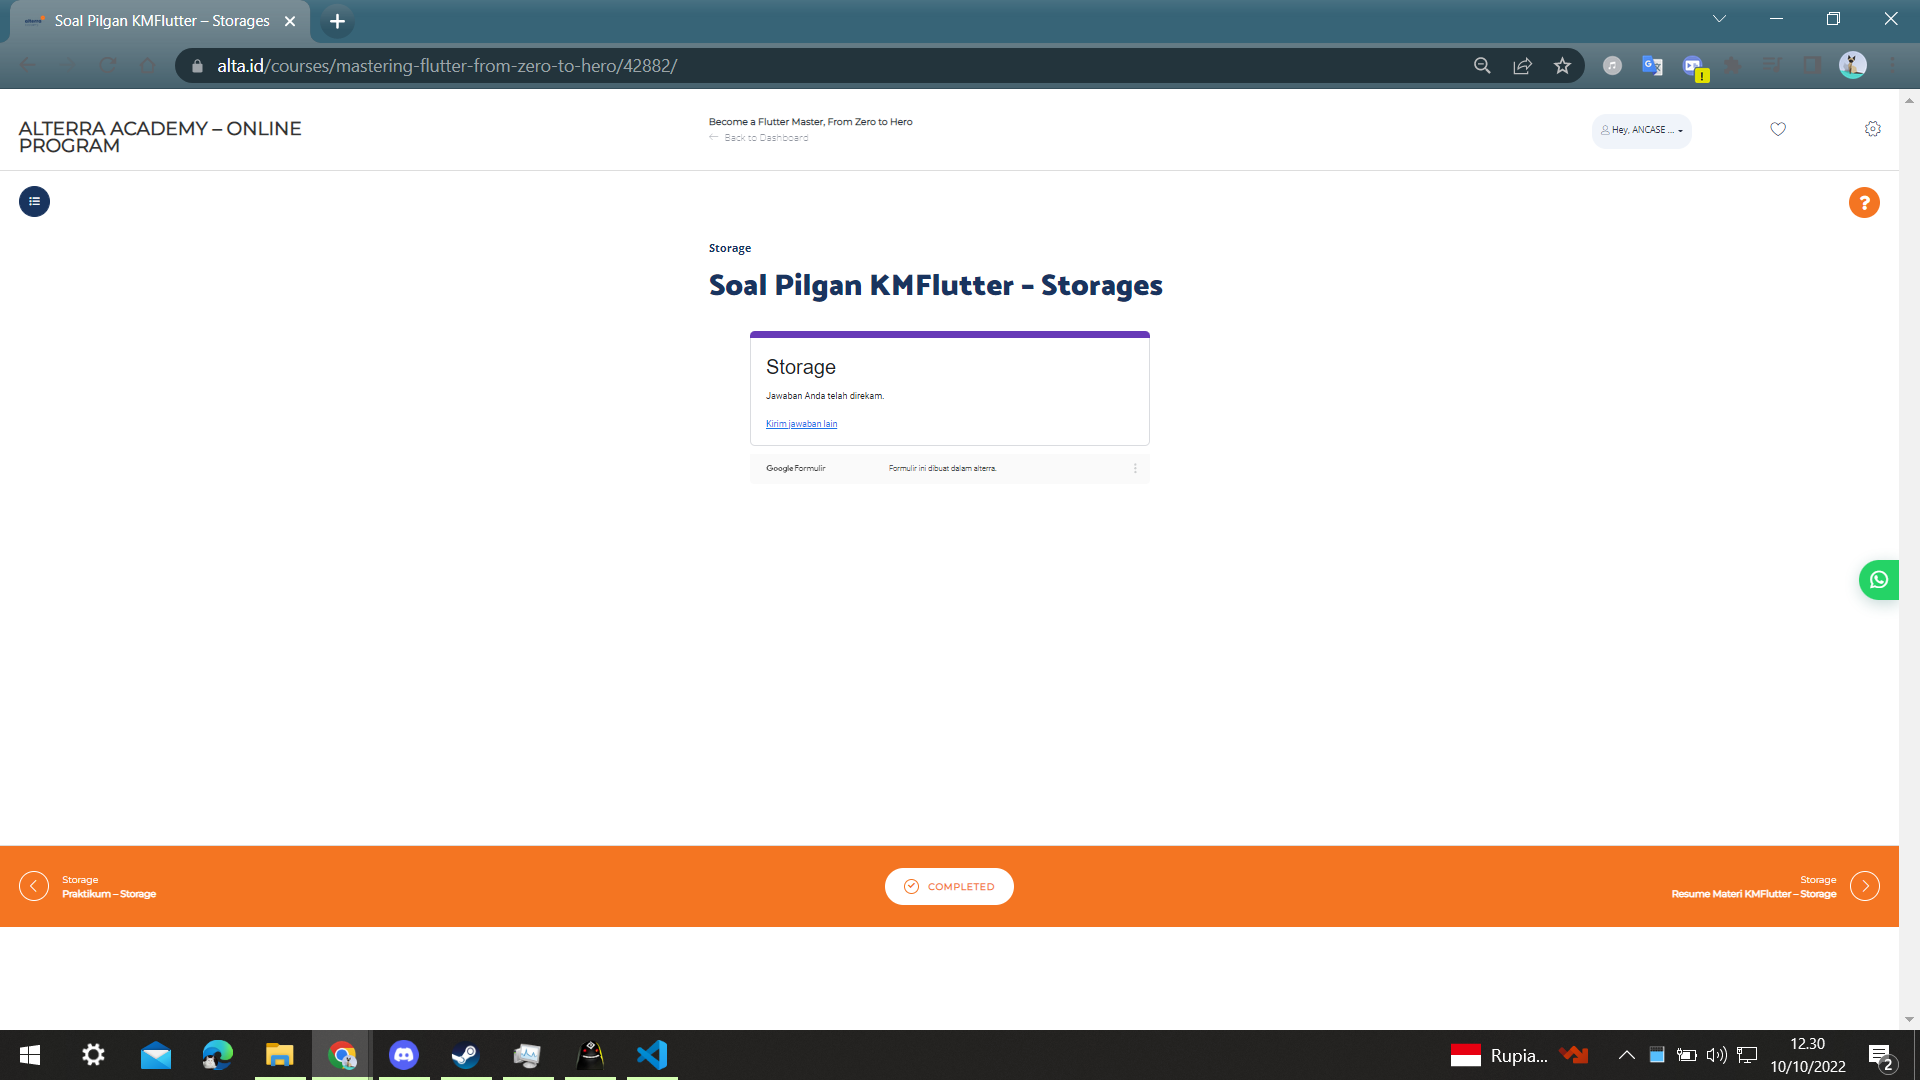 Soal Pilgan KMFlutter – Storages
alta.id/courses/mastering-flutter-from-zero-to-hero/42882/
ALTERRA ACADEMY – ONLINE
PROGRAM
Become a Flutter Master, From Zero to Hero
← Back to Dashboard
Hey, ANCASE ...
?
Storage
Soal Pilgan KMFlutter – Storages
Storage
Jawaban Anda telah direkam.
Kirim jawaban lain
Google Formulir
Formulir ini dibuat dalam alterra.
Storage
Praktikum – Storage
COMPLETED
Storage
Resume Materi KMFlutter – Storage
Rupia...
12.30
10/10/2022
2